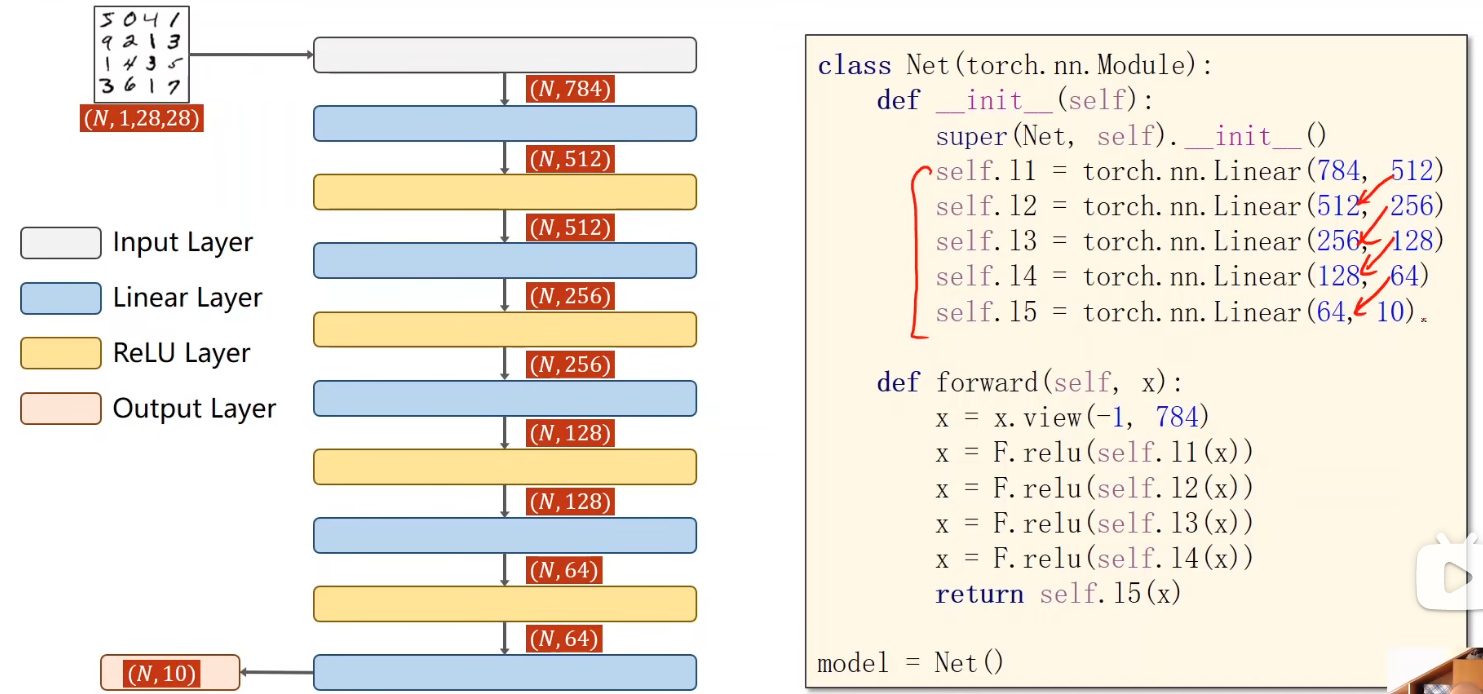 5 0 4 1
9 2 1 3
1 4 3 5
3 6 1 7
(N, 1,28,28)
(N, 784)
(N, 512)
(N, 512)
(N, 256)
(N, 256)
(N, 128)
(N, 128)
(N, 64)
(N, 64)
(N, 10)
Input Layer
Linear Layer
ReLU Layer
Output Layer
class Net(torch.nn.Module):
    def __init__(self):
        super(Net, self).__init__()
        self.l1 = torch.nn.Linear(784, 512)
        self.l2 = torch.nn.Linear(512, 256)
        self.l3 = torch.nn.Linear(256, 128)
        self.l4 = torch.nn.Linear(128, 64)
        self.l5 = torch.nn.Linear(64, 10)
    def forward(self, x):
        x = x.view(-1, 784)
        x = F.relu(self.l1(x))
        x = F.relu(self.l2(x))
        x = F.relu(self.l3(x))
        x = F.relu(self.l4(x))
        return self.l5(x)
model = Net()